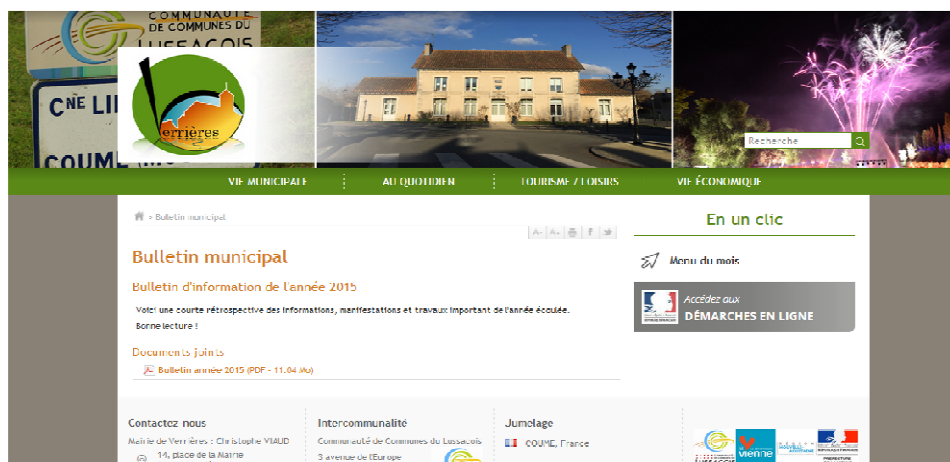 COMMUNAUTÉ
DE COMMUNES DU
LUSSACOIS
CNE
COUME
errières
Recherche
VIE MUNICIPALE
AU QUOTIDIEN
TOURISME / LOISIRS
VIE ÉCONOMIQUE
» Bulletin municipal
A- A+
En un clic
Bulletin municipal
Menu du mois
Bulletin d'information de l'année 2015
Voici une courte rétrospective des informations, manifestations et travaux important de l'année écoulée.
Bonne lecture !
Accédez aux
DÉMARCHES EN LIGNE
Documents joints
Bulletin année 2015 (PDF - 11.04 Mo)
Contactez nous
Mairie de Verrières : Christophe VIAUD
14, place de la Mairie
Intercommunalité
Communauté de Communes du Lussacois
3 avenue de l'Europe
Jumelage
COUME, France
LUSSACOIS
vienne